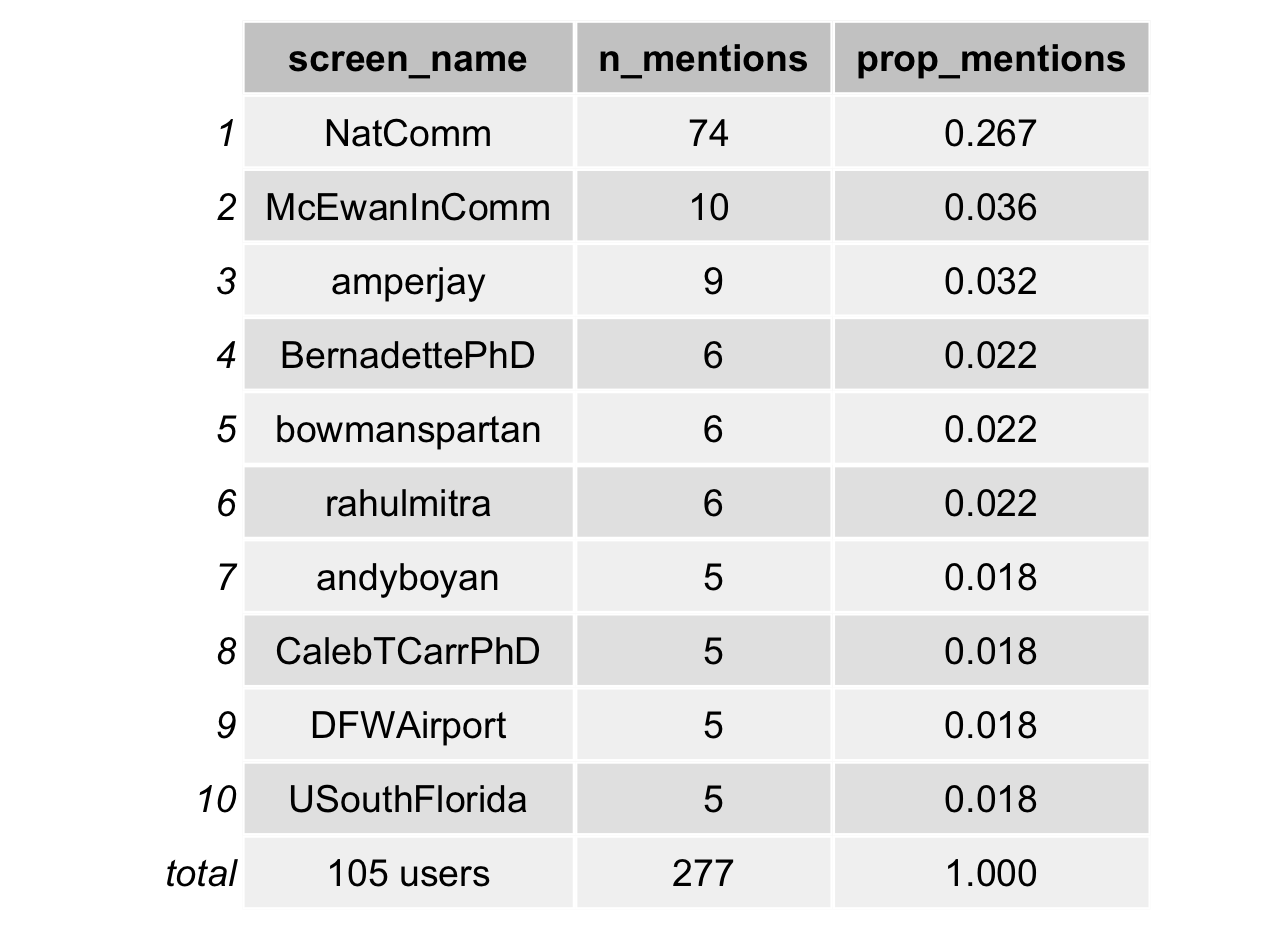 screen_name n_mentions prop_mentions
1 NatComm 74 0.267
2 McEwanInComm 10 0.036
3 amperjay 9 0.032
4 BernadettePhD 6 0.022
5 bowmanspartan 6 0.022
6 rahulmitra 6 0.022
7 andyboyan 5 0.018
8 CalebTCarrPhD 5 0.018
9 DFWAirport 5 0.018
10 USouthFlorida 5 0.018
total 105 users 277 1.000